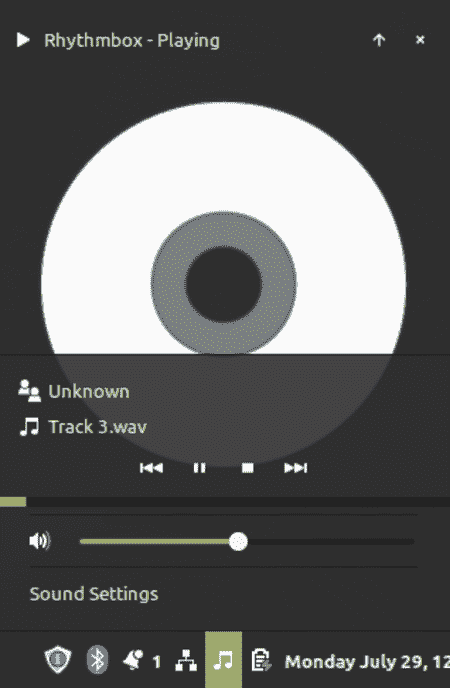 Rhythmbox - Playing
Unknown
Track 3.wav
Sound Settings
1 Monday July 29, 12